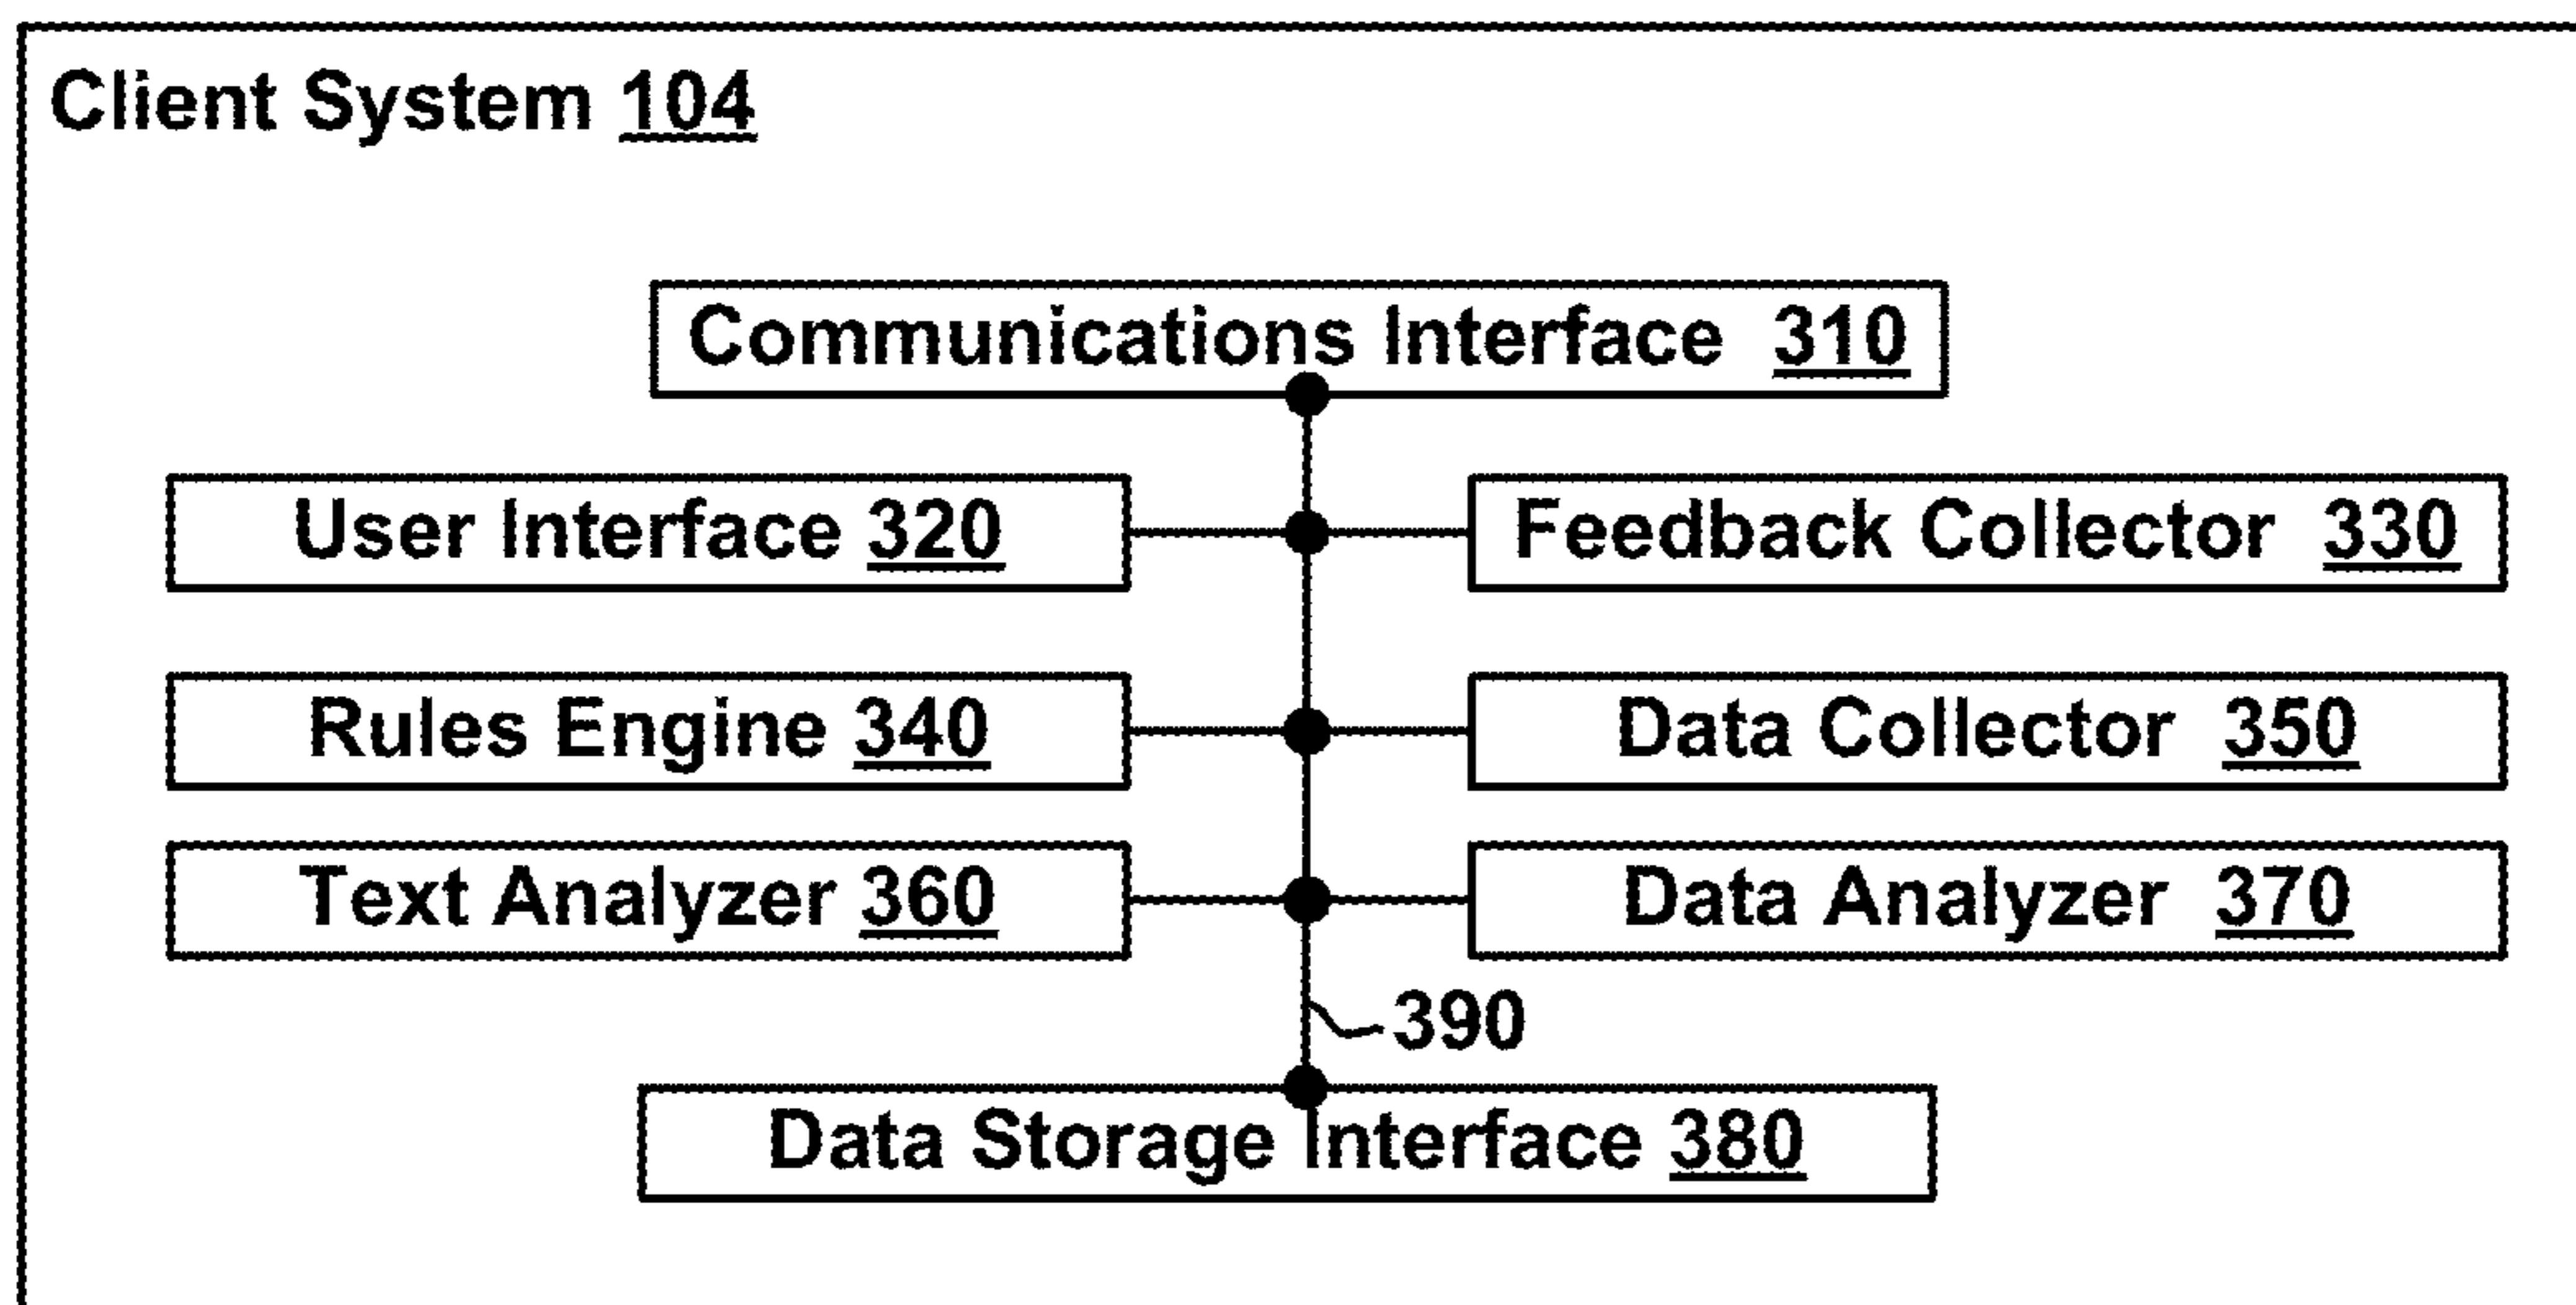 Client System 104
Communications Interface 310
User Interface 320
Feedback Collector 330
Rules Engine 340
Data Collector 350
Text Analyzer 360
Data Analyzer 370
390
Data Storage Interface 380